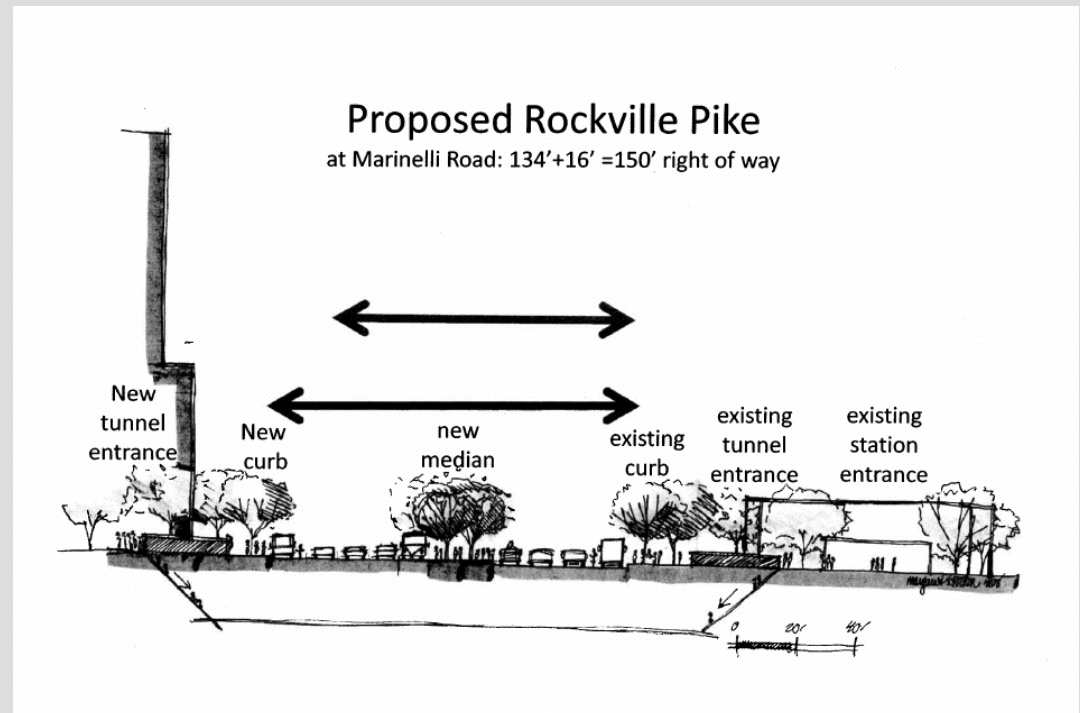 Proposed Rockville Pike
at Marinelli Road: 134’+16’ =150’ right of way
New
tunnel
entrance
New
curb
new
median
existing
curb
existing
tunnel
entrance
existing
station
entrance
0 20' 40'